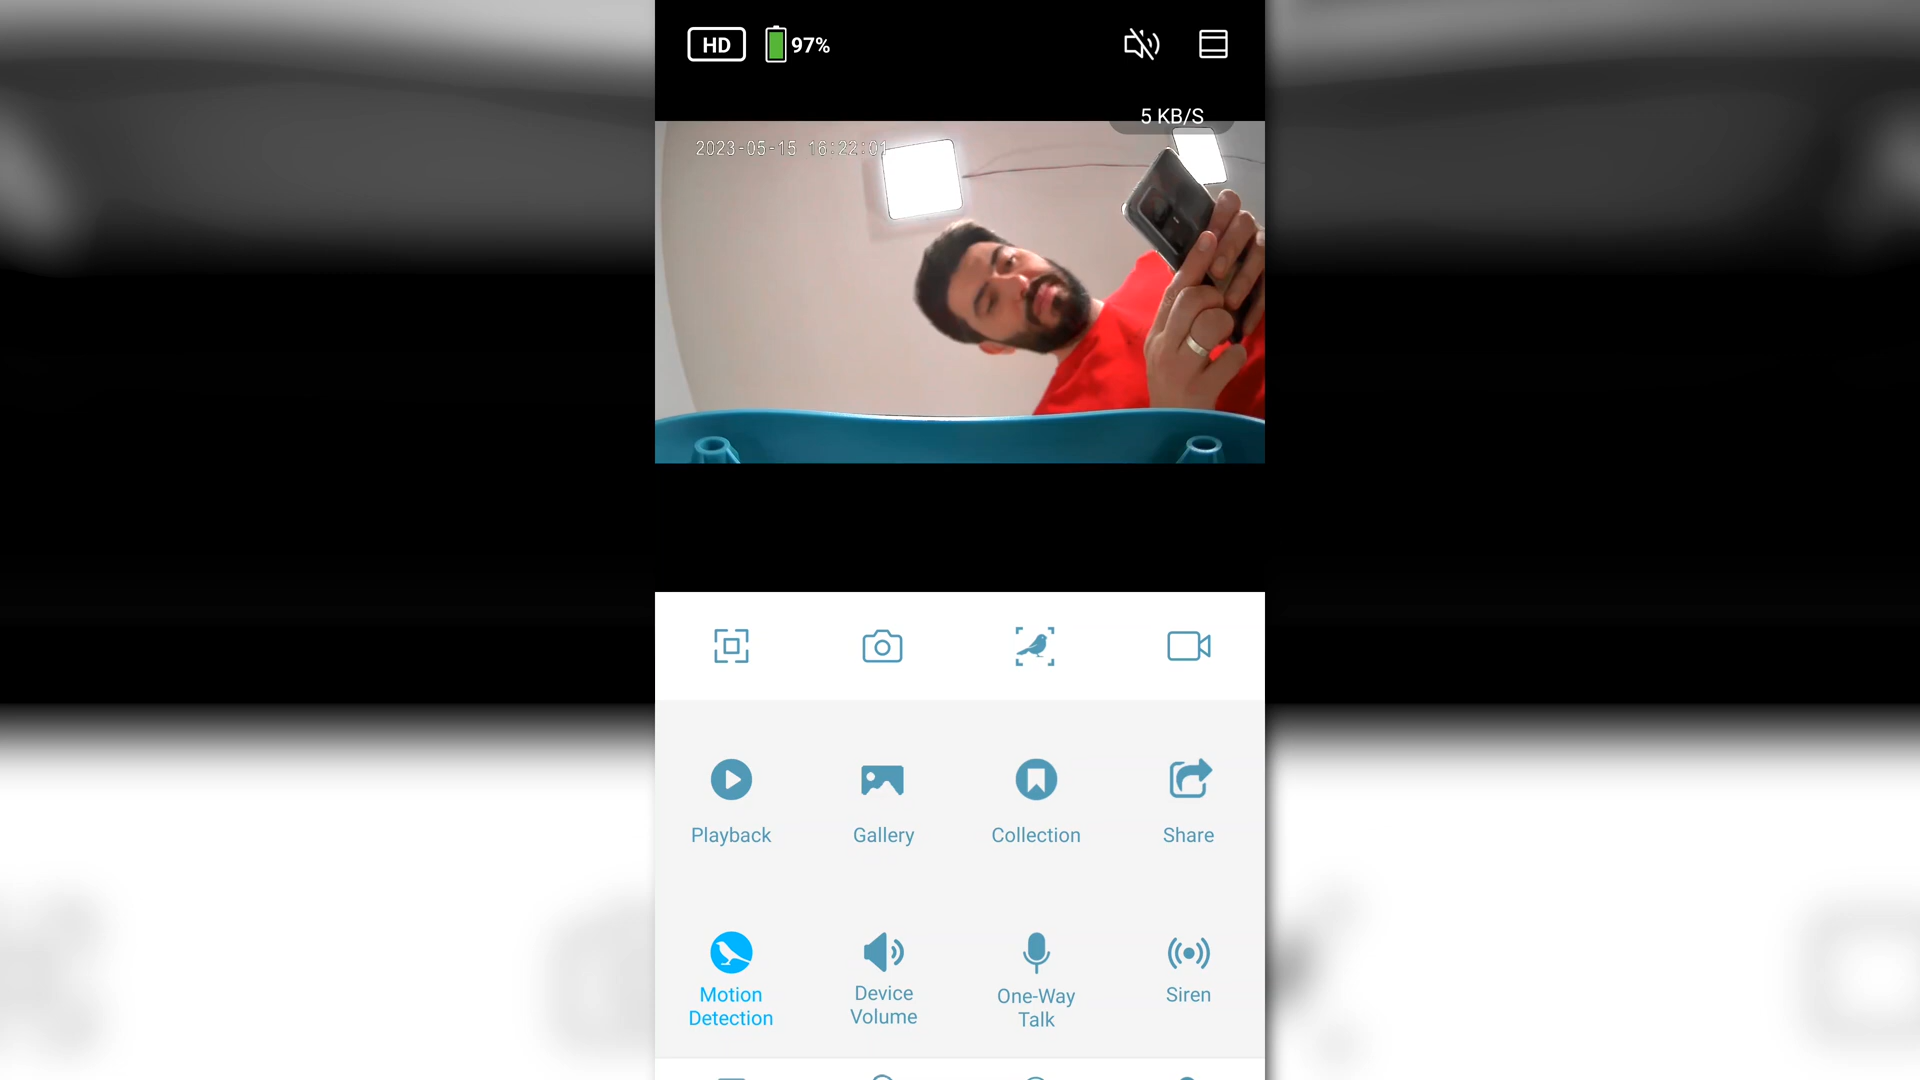 HD 97%
5 KB/S
2023-05-15 16:22:01
Playback Gallery Collection Share
Motion Detection
Device Volume
One-Way Talk
Siren